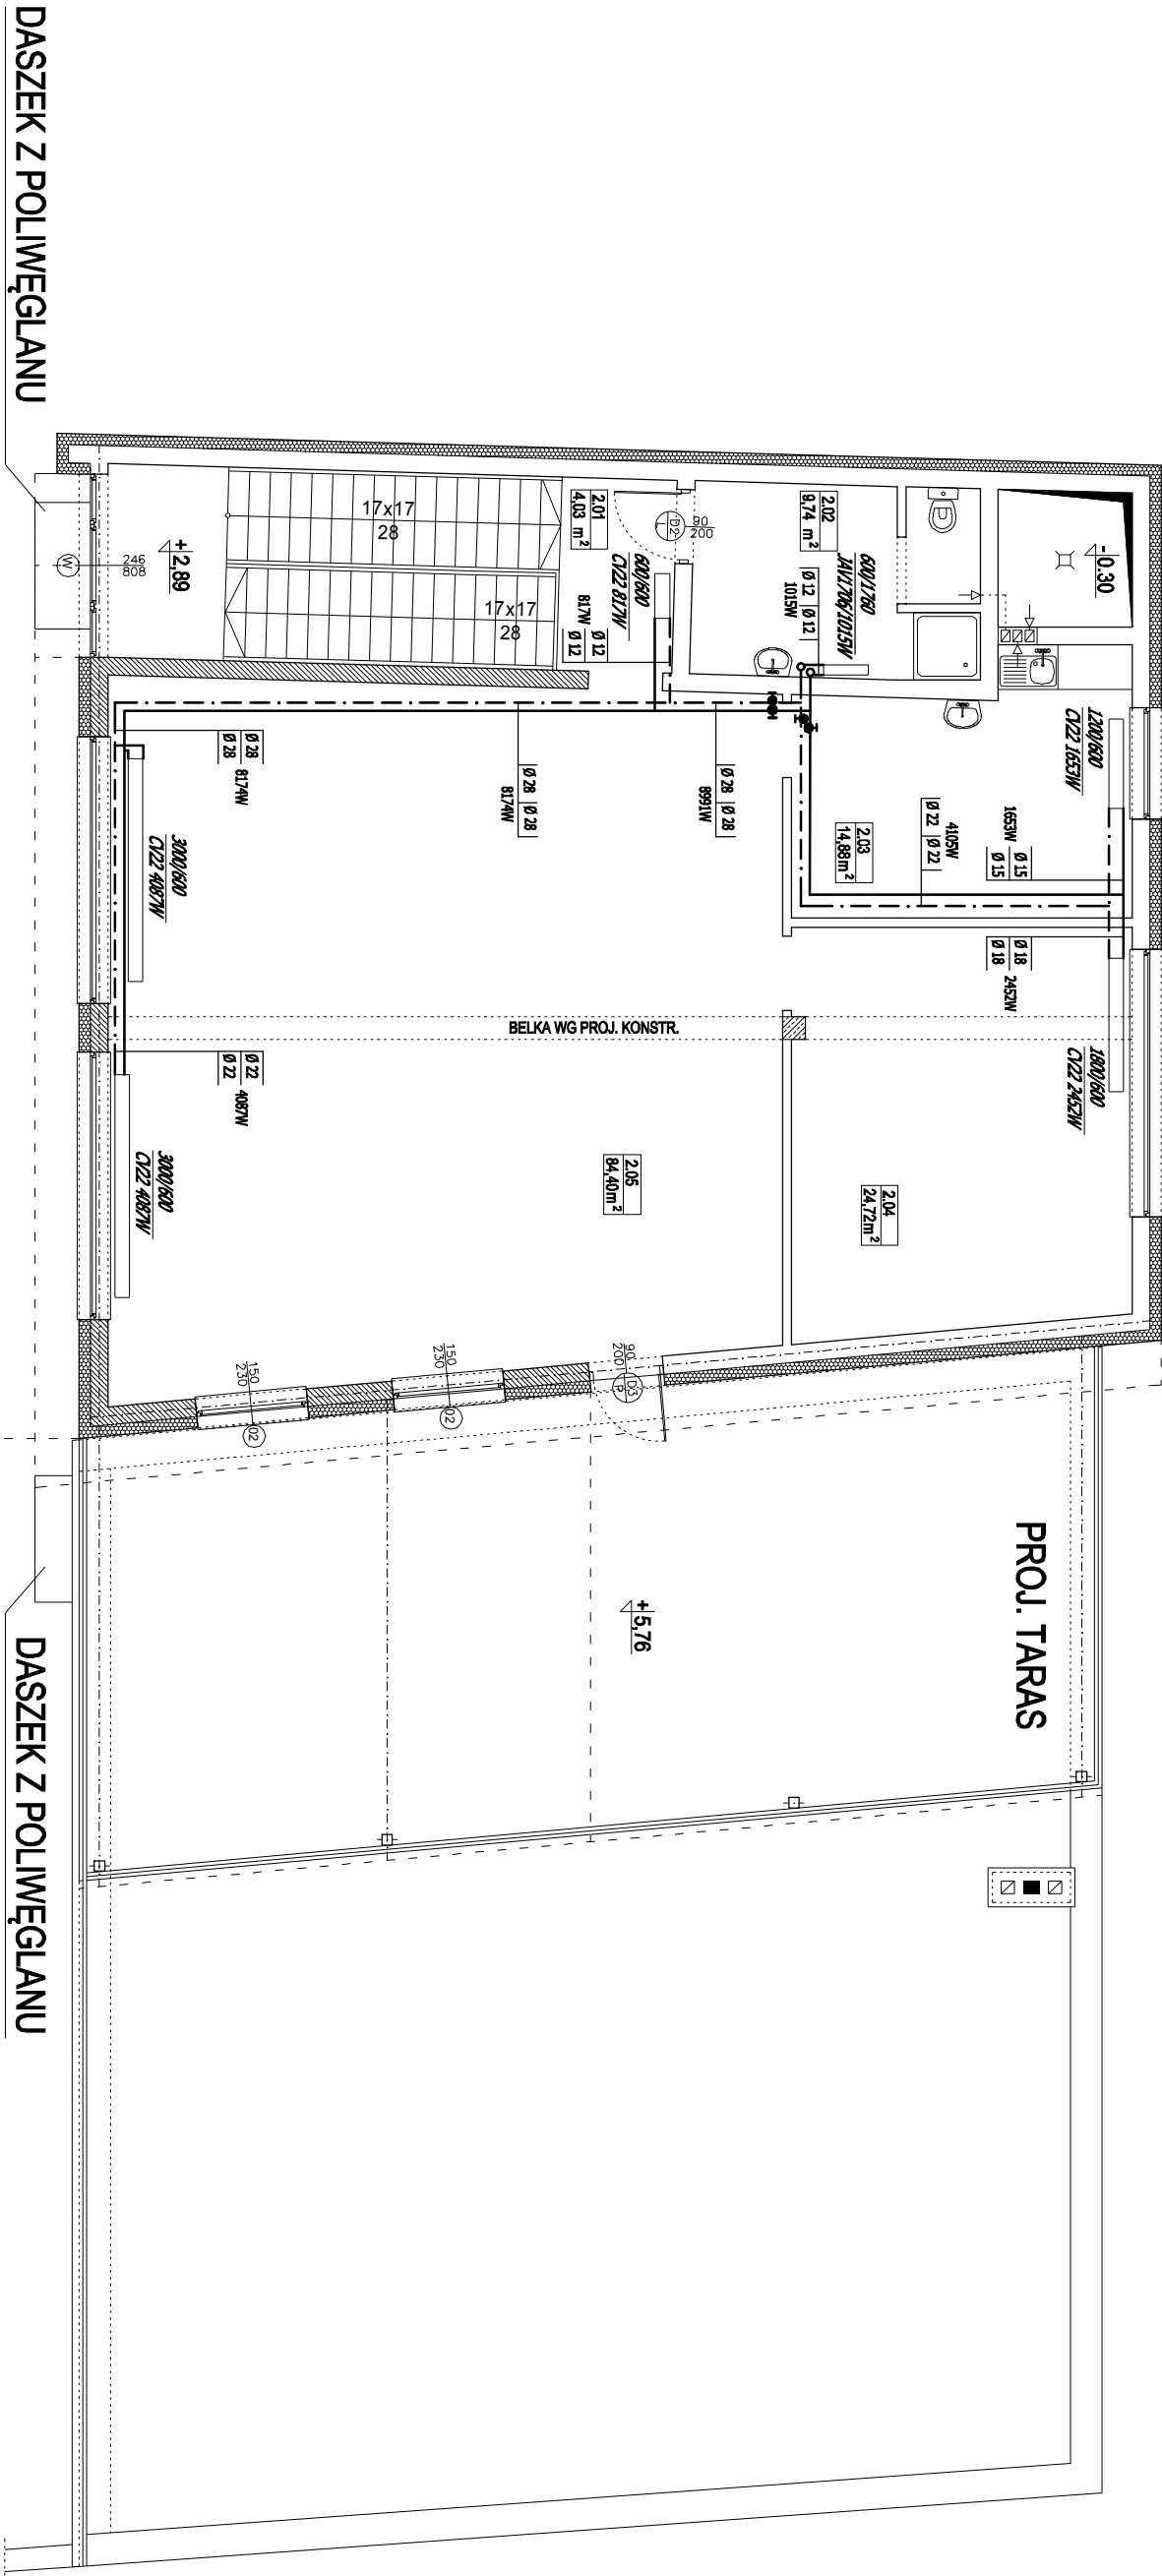 DASZEK Z POLIWĘGLANU
-0.30
+2,89
246
808
W
17x17
28
17x17
28
2.01
4,03 m²
90
200
D2
L
600/600
CV22 817W
817W
Ø 12
Ø 12
2.02
9,74 m²
600/1760
JAV1706/1015W
Ø 12 Ø 12
1015W
1200/600
CV22 1653W
1653W
Ø 15
Ø 15
4105W
Ø 22 Ø 22
2.03
14,88m²
Ø 28 Ø 28
8991W
Ø 28 Ø 28
8174W
Ø 28
Ø 28
8174W
3000/600
CV22 4087W
Ø 18
Ø 18
2452W
1800/600
CV22 2452W
BELKA WG PROJ. KONSTR.
Ø 22
Ø 22
4087W
3000/600
CV22 4087W
2.05
84,40m²
2.04
24,72m²
90
200
D3
P
150
230
02
150
230
02
PROJ. TARAS
+5,76
DASZEK Z POLIWĘGLANU